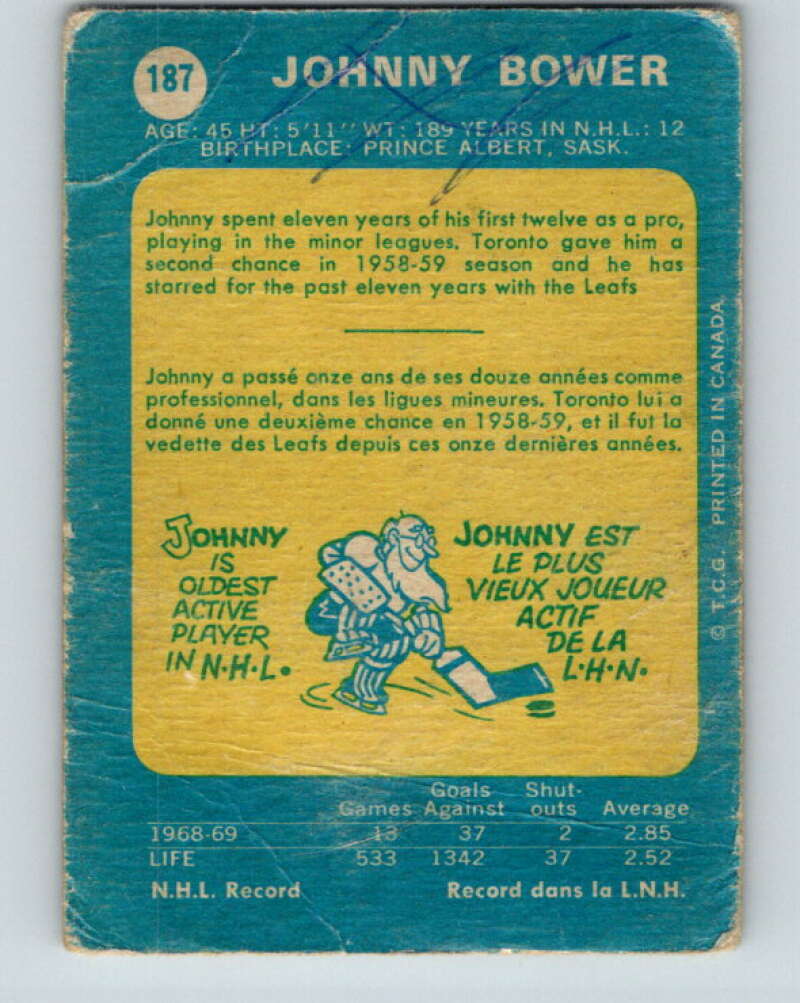 187
JOHNNY BOWER
AGE: 45 HT: 5'11" WT: 189 YEARS IN N.H.L.: 12
BIRTHPLACE: PRINCE ALBERT, SASK.
Johnny spent eleven years of his first twelve as a pro,
playing in the minor leagues. Toronto gave him a
second chance in 1958-59 season and he has
starred for the past eleven years with the Leafs
Johnny a passé onze ans de ses douze années comme
professionnel, dans les ligues mineures. Toronto lui a
donné une deuxième chance en 1958-59, et il fut la
vedette des Leafs depuis ces onze dernières années.
JOHNNY
IS
OLDEST
ACTIVE
PLAYER
IN N·H·L·
JOHNNY EST
LE PLUS
VIEUX JOUEUR
ACTIF
DE LA
L·H·N·
© T.C.G. PRINTED IN CANADA
Goals Shut-
Games Against outs Average
1968-69 13 37 2 2.85
LIFE 533 1342 37 2.52
N.H.L. Record Record dans la L.N.H.